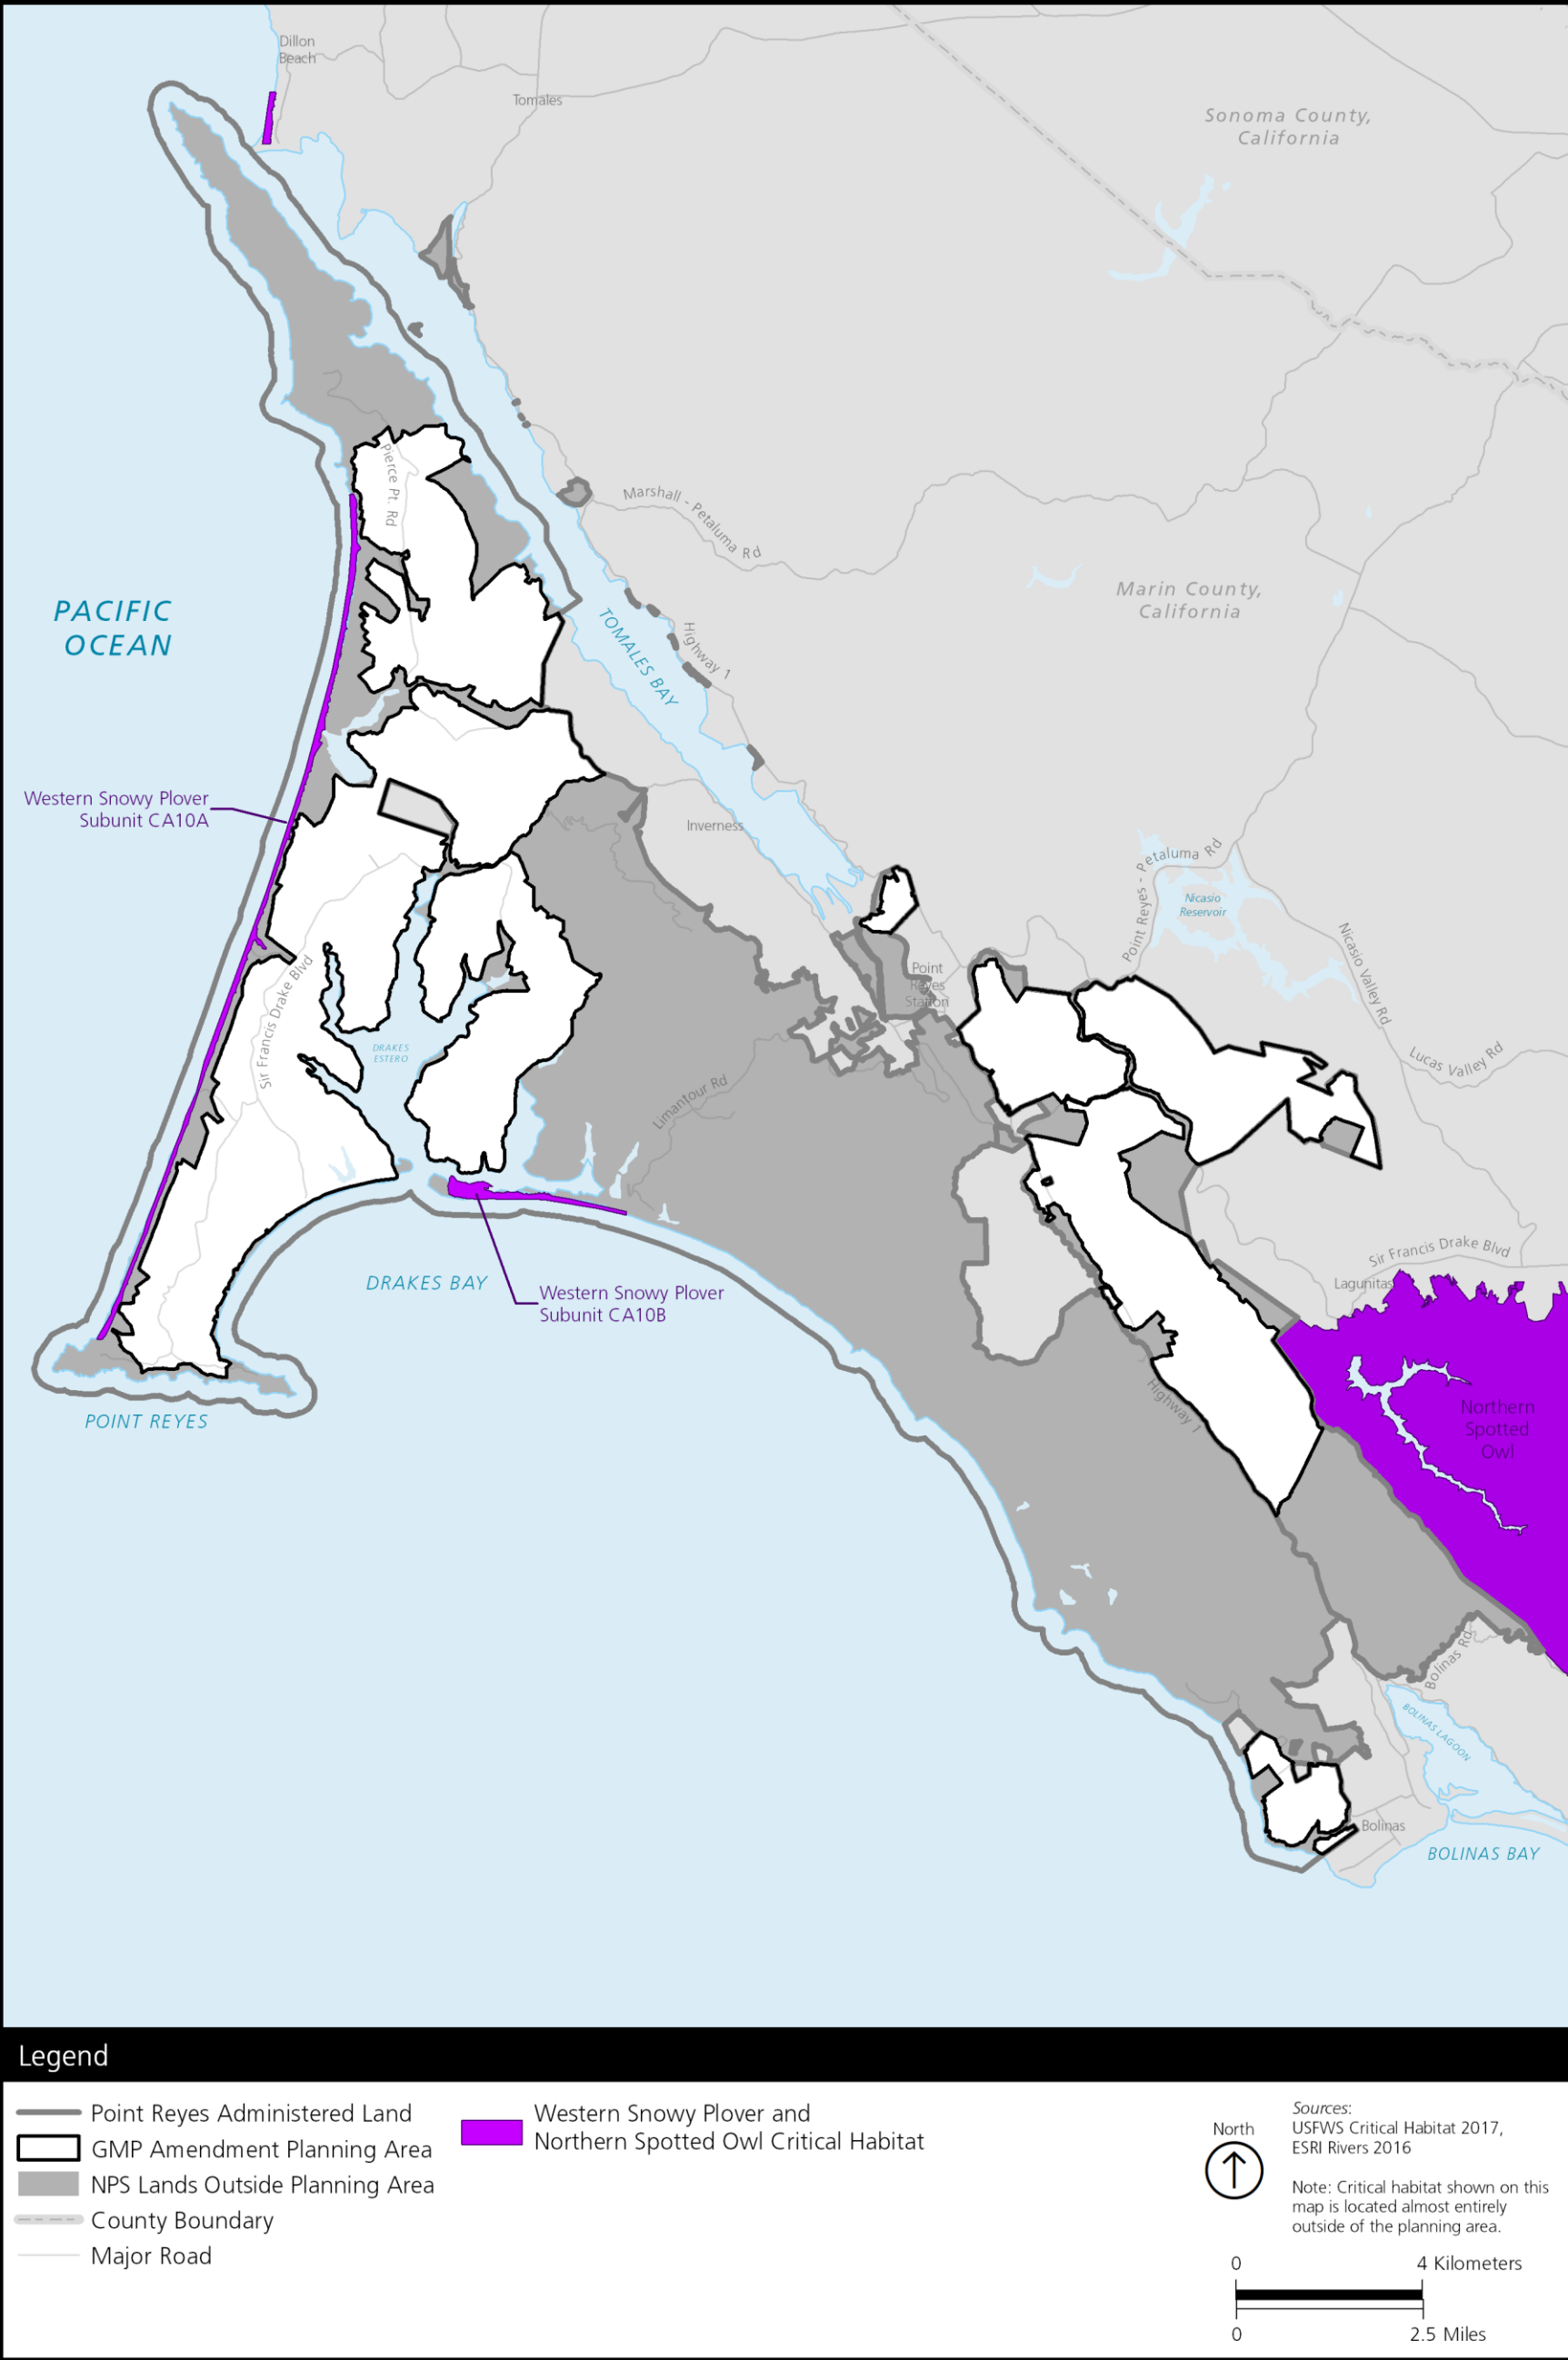 Dillon
Beach
Tomales
Sonoma County,
California
Pierce Pt. Rd
Marshall - Petaluma Rd
PACIFIC
OCEAN
Marin County,
California
TOMALES BAY
Highway 1
Western Snowy Plover
Subunit CA10A
Inverness
Point Reyes - Petaluma Rd
Nicasio
Reservoir
Nicasio Valley Rd
Point
Reyes
Station
Sir Francis Drake Blvd
DRAKES
ESTERO
Limantour Rd
Lucas Valley Rd
Sir Francis Drake Blvd
Lagunitas
DRAKES BAY
Western Snowy Plover
Subunit CA10B
POINT REYES
Highway 1
Northern
Spotted
Owl
Bolinas Rd
BOLINAS LAGOON
Bolinas
BOLINAS BAY
Legend
Point Reyes Administered Land
GMP Amendment Planning Area
NPS Lands Outside Planning Area
County Boundary
Major Road
Western Snowy Plover and
Northern Spotted Owl Critical Habitat
North
Sources:
USFWS Critical Habitat 2017,
ESRI Rivers 2016
Note: Critical habitat shown on this
map is located almost entirely
outside of the planning area.
0 4 Kilometers
0 2.5 Miles